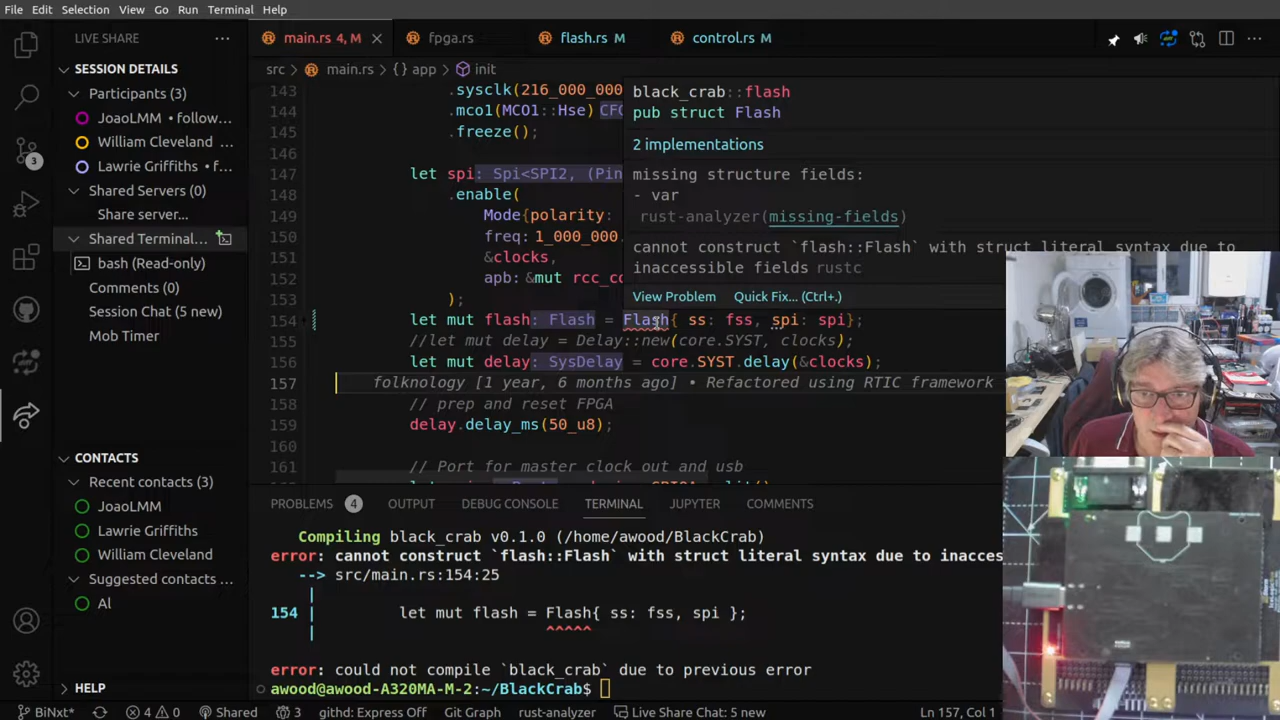 File Edit Selection View Go Run Terminal Help
LIVE SHARE
main.rs 4, M
fpga.rs
flash.rs M
control.rs M
SESSION DETAILS
src > main.rs > {} app > init
Participants (3)
JoaoLMM • follow...
William Cleveland
Lawrie Griffiths • f...
Shared Servers (0)
Share server...
Shared Terminal...
bash (Read-only)
Comments (0)
Session Chat (5 new)
Mob Timer
3
143 .sysclk(216_000_000
144 .mco1(MCO1::Hse)
145 .freeze();
146
147 let spi: Spi<SPI2, (Pin
148 .enable(
149 Mode{polarity:
150 freq: 1_000_000.
151 &clocks,
152 apb: &mut rcc_co
153 );
154 let mut flash: Flash = Flash{ ss: fss, spi: spi};
155 //let mut delay = Delay::new(core.SYST, clocks);
156 let mut delay: SysDelay = core.SYST.delay(&clocks);
157 folknology [1 year, 6 months ago] • Refactored using RTIC framework
158 // prep and reset FPGA
159 delay.delay_ms(50_u8);
160
161 // Port for master clock out and usb
black_crab::flash
pub struct Flash
2 implementations
missing structure fields:
- var
rust-analyzer(missing-fields)
cannot construct `flash::Flash` with struct literal syntax due to
inaccessible fields rustc
View Problem Quick Fix... (Ctrl+.)
CONTACTS
Recent contacts (3)
JoaoLMM
Lawrie Griffiths
William Cleveland
Suggested contacts ...
Al
HELP
PROBLEMS 4 OUTPUT DEBUG CONSOLE TERMINAL JUPYTER COMMENTS
Compiling black_crab v0.1.0 (/home/awood/BlackCrab)
error: cannot construct `flash::Flash` with struct literal syntax due to inacces
--> src/main.rs:154:25
|
154 | let mut flash = Flash{ ss: fss, spi };
| ^^^^^
error: could not compile `black_crab` due to previous error
awood@awood-A320MA-M-2:~/BlackCrab$
BiNxt* 4 0 Shared 3 githd: Express Off Git Graph rust-analyzer Live Share Chat: 5 new Ln 157, Col 1